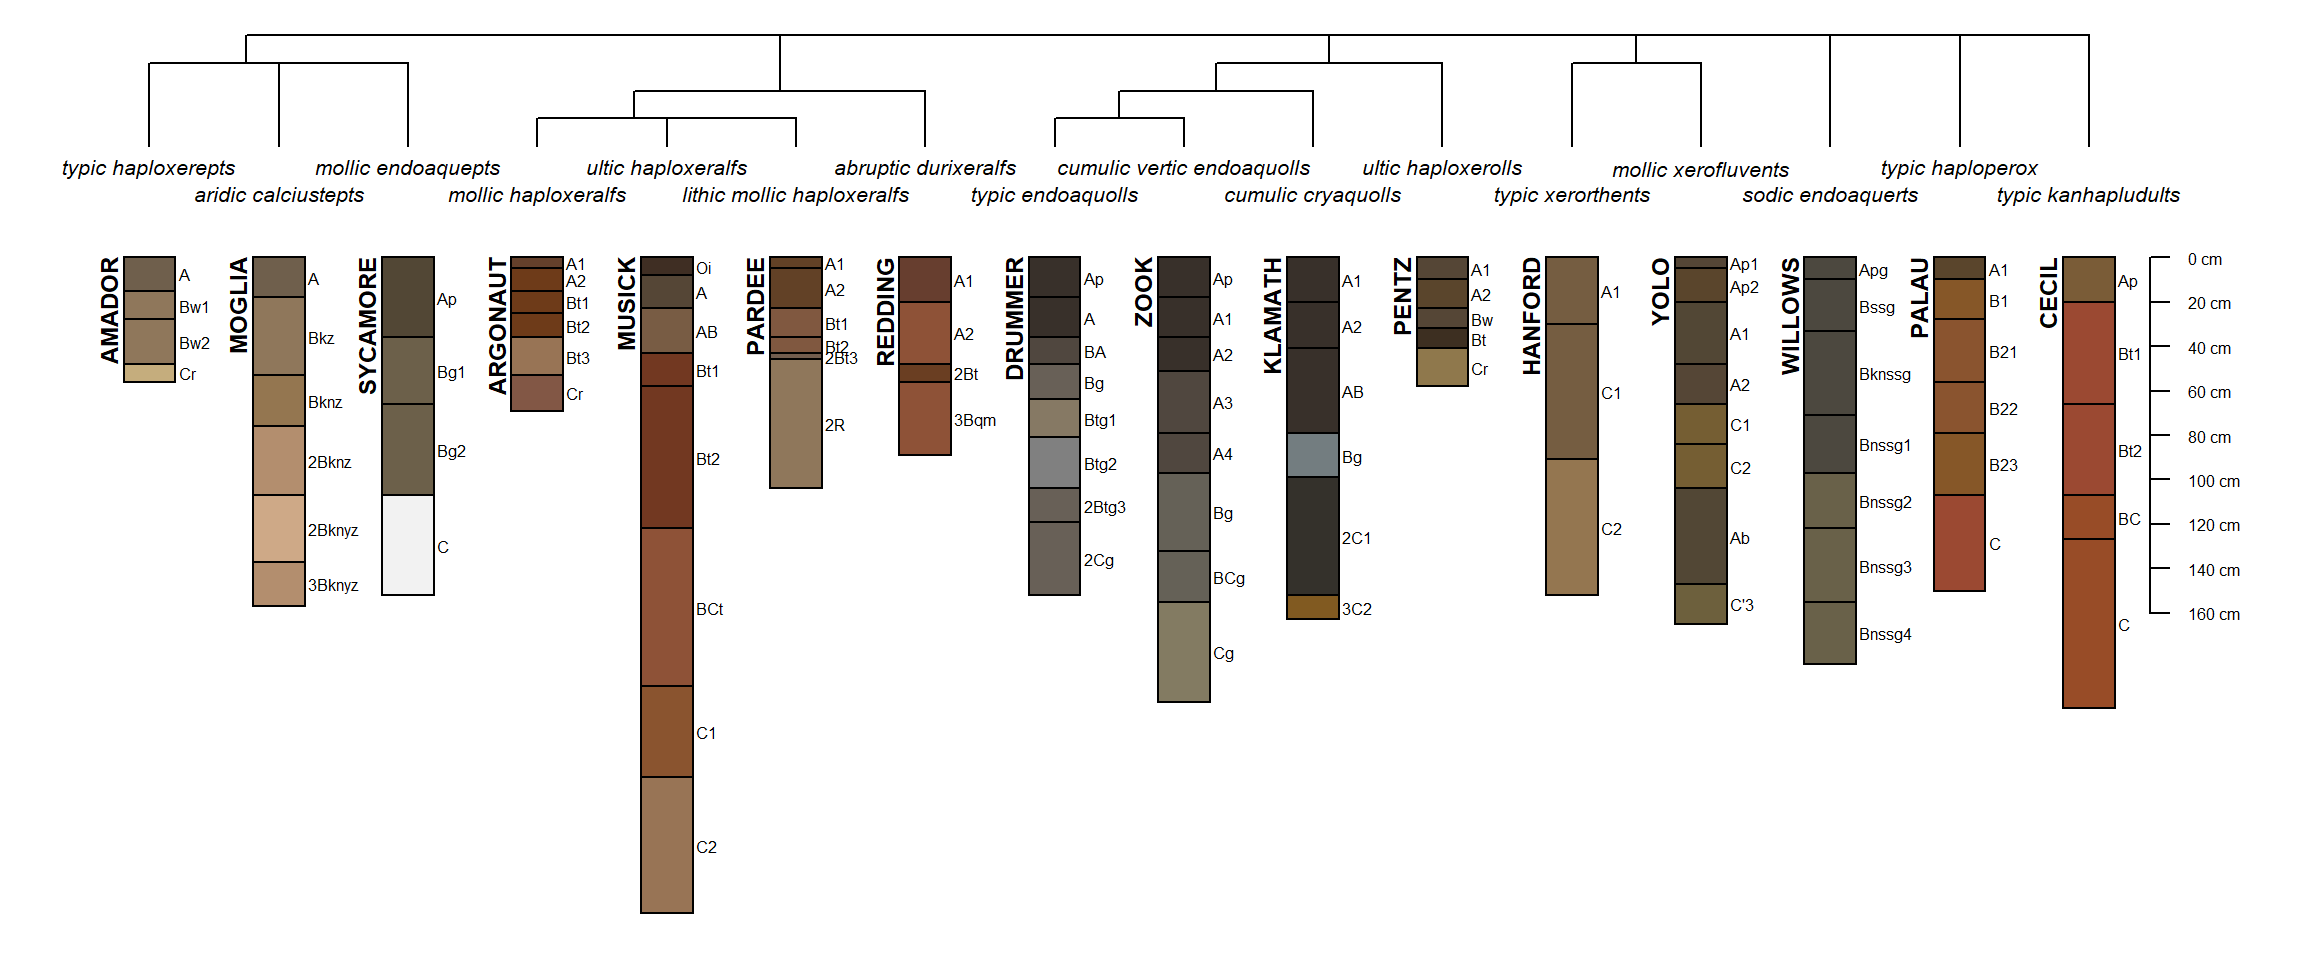 typic haploxerepts
mollic endoaquepts
ultic haploxeralfs
abruptic durixeralfs
cumulic vertic endoaquolls
ultic haploxerolls
mollic xerofluvents
typic haploperox
aridic calciustepts
mollic haploxeralfs
lithic mollic haploxeralfs
typic endoaquolls
cumulic cryaquolls
typic xerorthents
sodic endoaquerts
typic kanhapludults
AMADOR
A
Bw1
Bw2
Cr
MOGLIA
A
Bkz
Bknz
2Bknz
2Bknyz
3Bknyz
SYCAMORE
Ap
Bg1
Bg2
C
ARGONAUT
A1
A2
Bt1
Bt2
Bt3
Cr
MUSICK
Oi
A
AB
Bt1
Bt2
BCt
C1
C2
PARDEE
A1
A2
Bt1
Bt2
2Bt3
2R
REDDING
A1
A2
2Bt
3Bqm
DRUMMER
Ap
A
BA
Bg
Btg1
Btg2
2Btg3
2Cg
ZOOK
Ap
A1
A2
A3
A4
Bg
BCg
Cg
KLAMATH
A1
A2
AB
Bg
2C1
3C2
PENTZ
A1
A2
Bw
Bt
Cr
HANFORD
A1
C1
C2
YOLO
Ap1
Ap2
A1
A2
C1
C2
Ab
C'3
WILLOWS
Apg
Bssg
Bknssg
Bnssg1
Bnssg2
Bnssg3
Bnssg4
PALAU
A1
B1
B21
B22
B23
C
CECIL
Ap
Bt1
Bt2
BC
C
0 cm
20 cm
40 cm
60 cm
80 cm
100 cm
120 cm
140 cm
160 cm